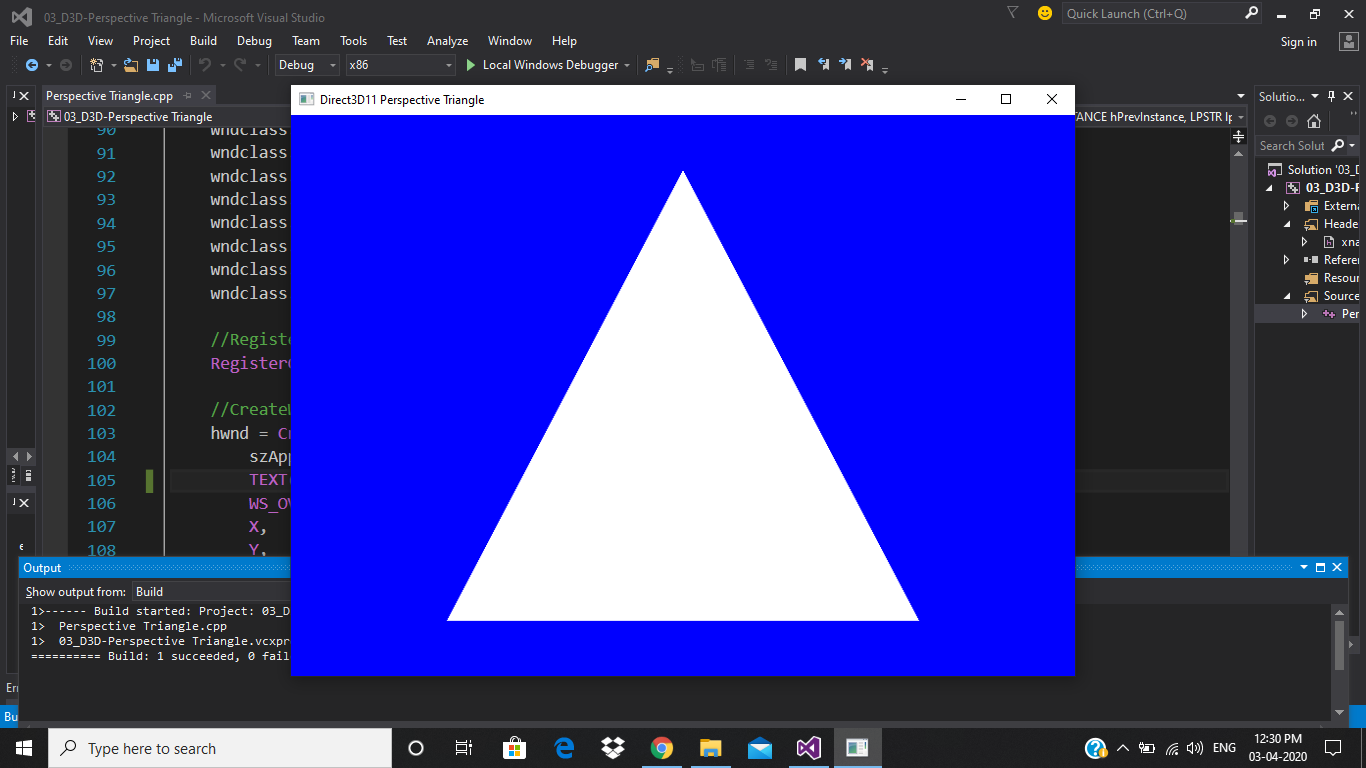 03_D3D-Perspective Triangle - Microsoft Visual Studio
Quick Launch (Ctrl+Q)
File Edit View Project Build Debug Team Tools Test Analyze Window Help
Sign in
Debug x86 Local Windows Debugger
Perspective Triangle.cpp
Direct3D11 Perspective Triangle
Solutio...
03_D3D-Perspective Triangle
TANCE hPrevInstance, LPSTR
Search Solut
90 wndclass
91 wndclass
92 wndclass
93 wndclass
94 wndclass
95 wndclass
96 wndclass
97 wndclass
98
99 //Registe
100 Register
101
102 //CreateW
103 hwnd = Cr
104 szApp
105 TEXT
106 WS_OV
107 X,
108 Y,
Solution '03_D
03_D3D-F
Externa
Heade
xna
Referen
Resour
Source
Per
Output
Show output from: Build
1>------ Build started: Project: 03_D
1> Perspective Triangle.cpp
1> 03_D3D-Perspective Triangle.vcxpr
========== Build: 1 succeeded, 0 fail
Er
Bu
Type here to search
ENG
12:30 PM
03-04-2020